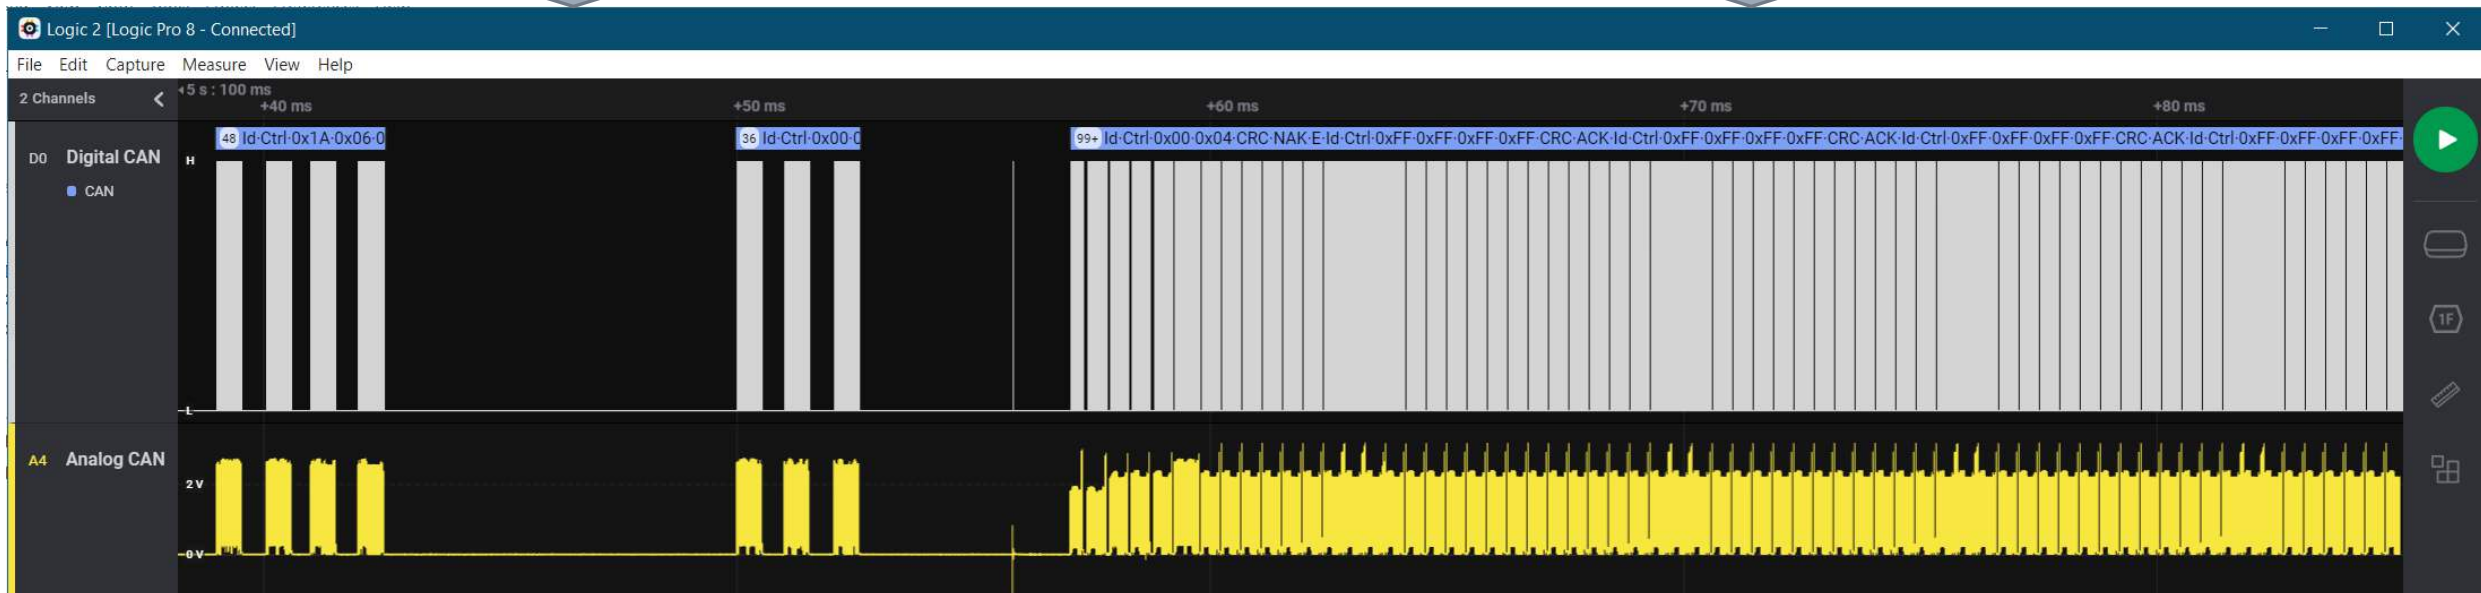 Logic 2 [Logic Pro 8 - Connected]
File Edit Capture Measure View Help
2 Channels
5 s : 100 ms
+40 ms +50 ms +60 ms +70 ms +80 ms
48 Id·Ctrl·0x1A·0x06·0
36 Id·Ctrl·0x00·0
99+ Id·Ctrl·0x00·0x04·CRC·NAK·E·Id·Ctrl·0xFF·0xFF·0xFF·0xFF·CRC·ACK·Id·Ctrl·0xFF·0xFF·0xFF·0xFF·CRC·ACK·Id·Ctrl·0xFF·0xFF·0xFF·0xFF·CRC·ACK·Id·Ctrl·0xFF·0xFF·0xFF·0xFF·
D0 Digital CAN
H
CAN
1F
L
A4 Analog CAN
2 V
0 V